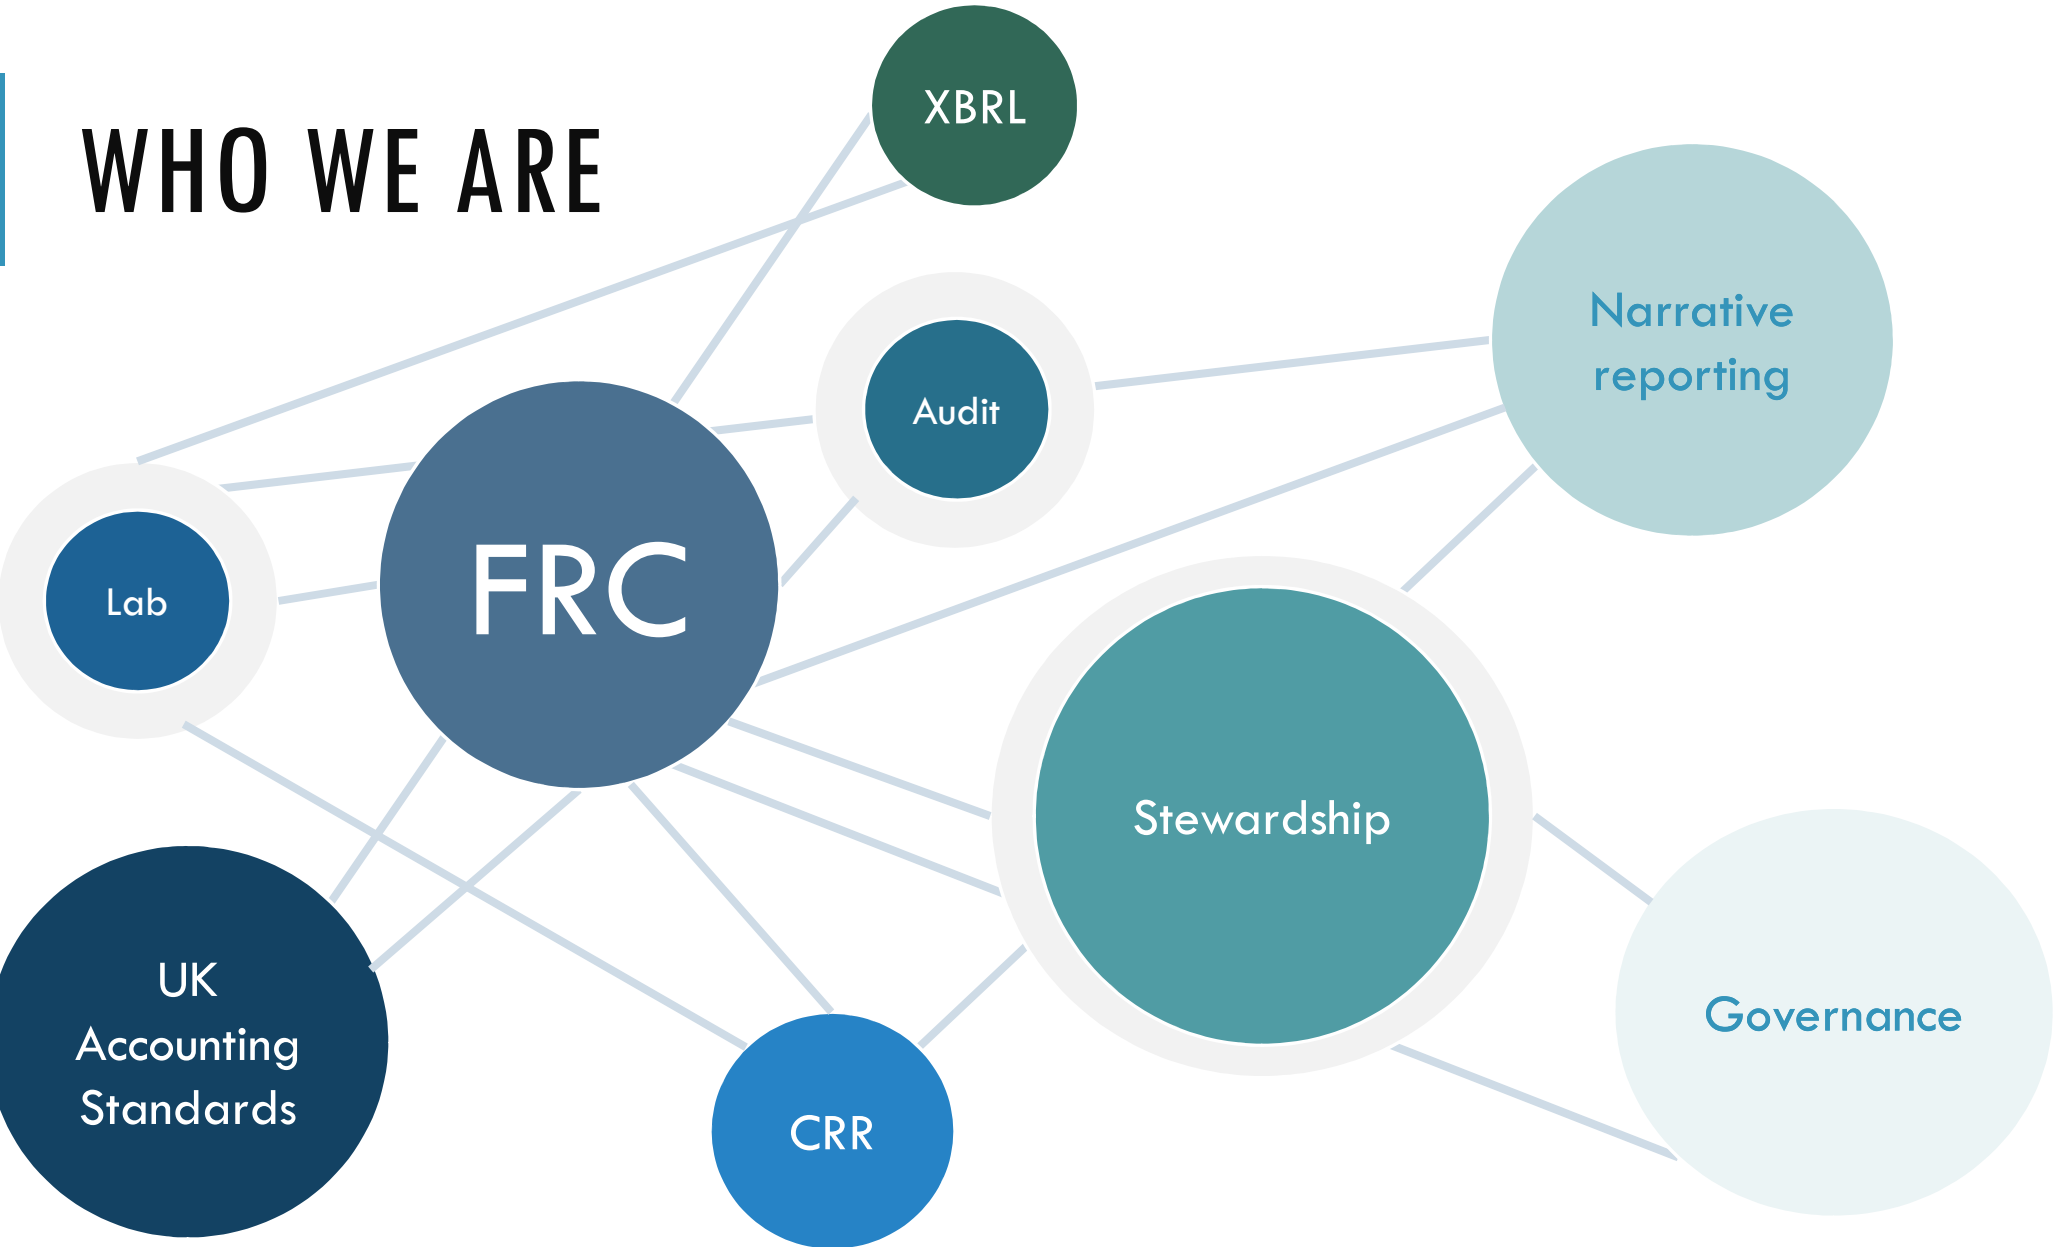 WHO WE ARE
XBRL
Narrative
reporting
Audit
FRC
Lab
Stewardship
UK
Accounting
Standards
CRR
Governance